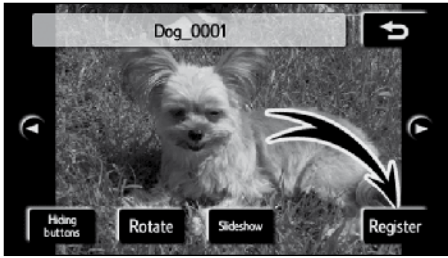 Dog_0001
Hiding
buttons
Rotate
Slideshow
Register